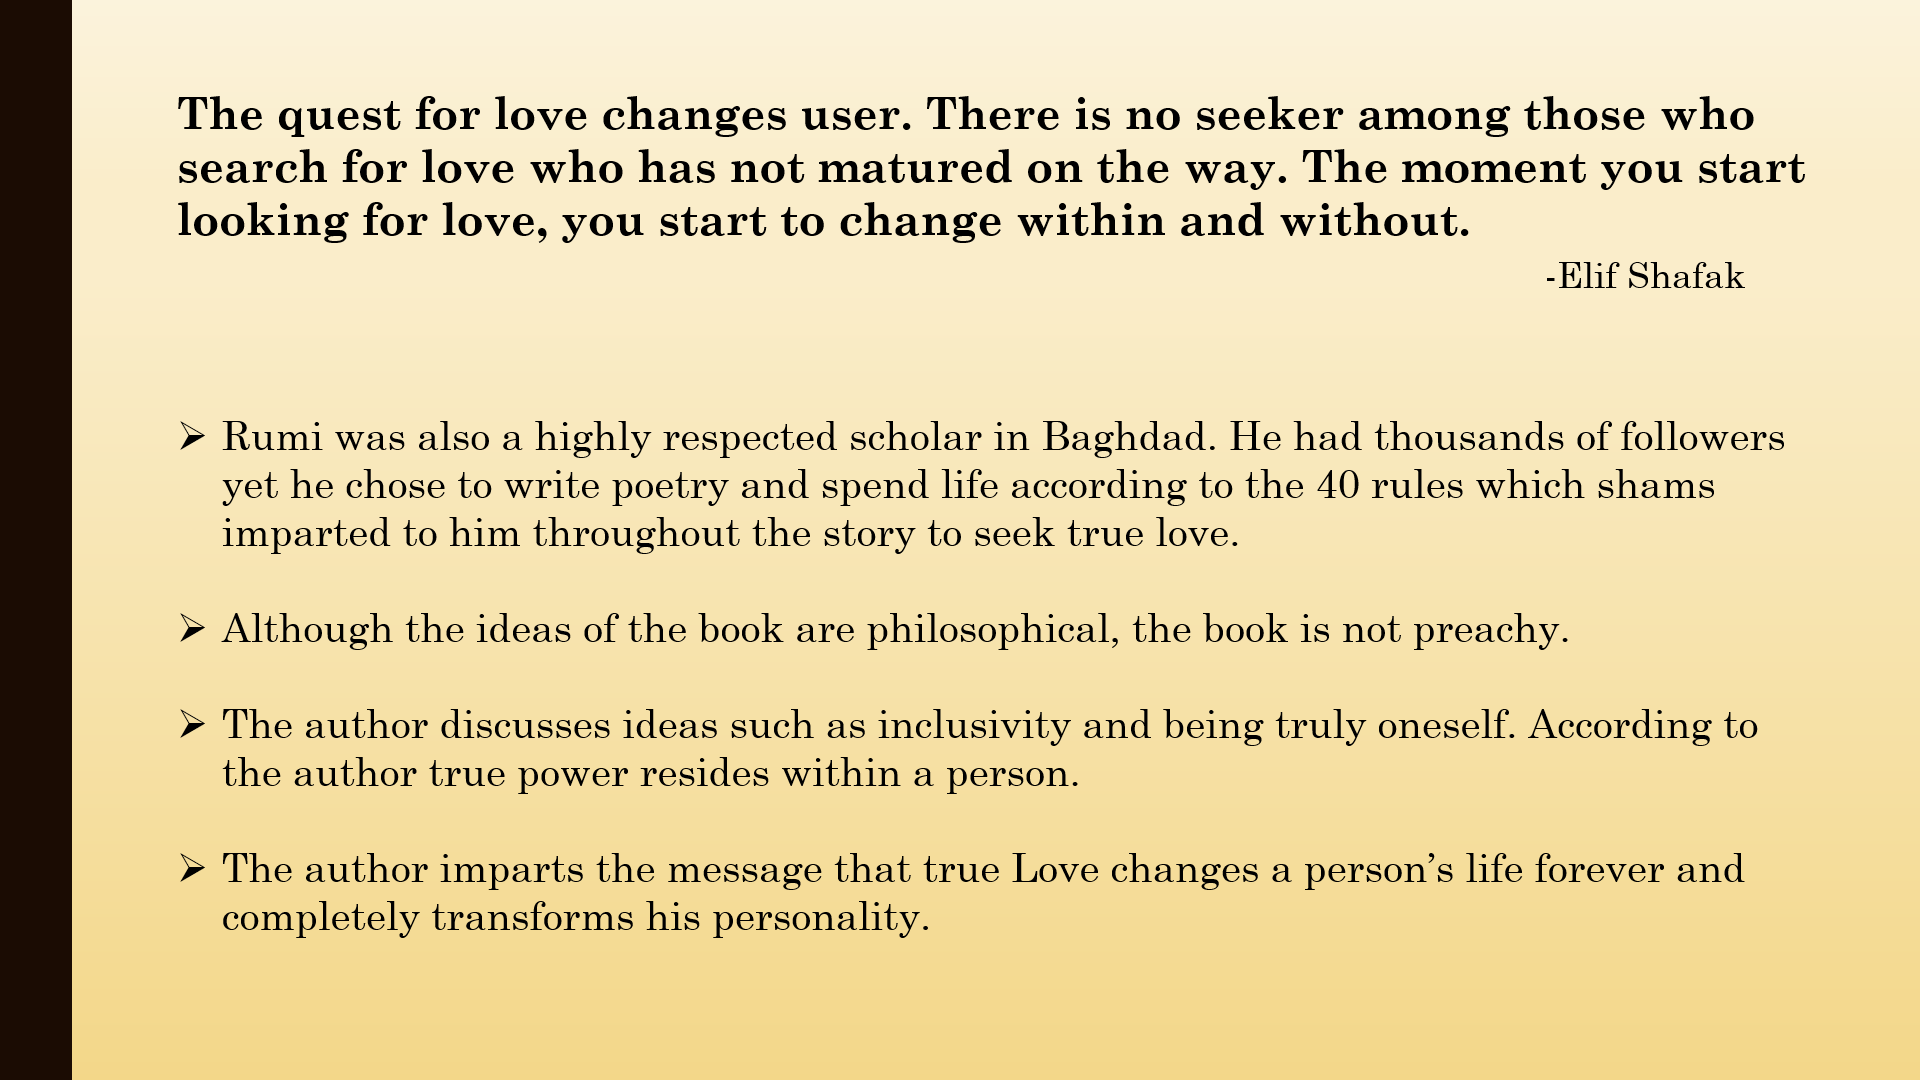 The quest for love changes user. There is no seeker among those who
search for love who has not matured on the way. The moment you start
looking for love, you start to change within and without.
-Elif Shafak
➢ Rumi was also a highly respected scholar in Baghdad. He had thousands of followers
yet he chose to write poetry and spend life according to the 40 rules which shams
imparted to him throughout the story to seek true love.
➢ Although the ideas of the book are philosophical, the book is not preachy.
➢ The author discusses ideas such as inclusivity and being truly oneself. According to
the author true power resides within a person.
➢ The author imparts the message that true Love changes a person’s life forever and
completely transforms his personality.